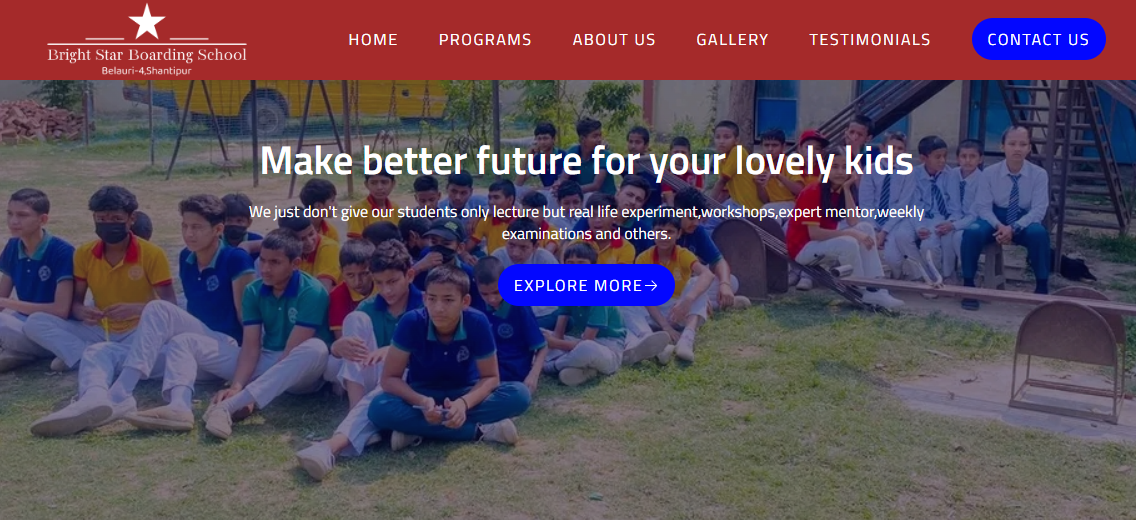 Bright Star Boarding School
Belauri-4,Shantipur
HOME PROGRAMS ABOUT US GALLERY TESTIMONIALS CONTACT US
Make better future for your lovely kids
We just don't give our students only lecture but real life experiment,workshops,expert mentor,weekly
examinations and others.
EXPLORE MORE→